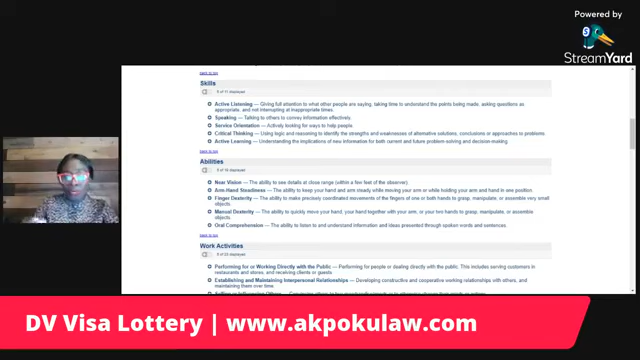 Powered by
StreamYard
back to top
Skills
5 of 11 displayed
Active Listening — Giving full attention to what other people are saying, taking time to understand the points being made, asking questions as
appropriate, and not interrupting at inappropriate times.
Speaking — Talking to others to convey information effectively.
Service Orientation — Actively looking for ways to help people.
Critical Thinking — Using logic and reasoning to identify the strengths and weaknesses of alternative solutions, conclusions or approaches to problems.
Active Learning — Understanding the implications of new information for both current and future problem-solving and decision-making.
back to top
Abilities
Near Vision — The ability to see details at close range (within a few feet of the observer).
Arm-Hand Steadiness — The ability to keep your hand and arm steady while moving your arm or while holding your arm and hand in one position.
Finger Dexterity — The ability to make precisely coordinated movements of the fingers of one or both hands to grasp, manipulate, or assemble very small
objects.
Manual Dexterity — The ability to quickly move your hand, your hand together with your arm, or your two hands to grasp, manipulate, or assemble
objects.
Oral Comprehension — The ability to listen to and understand information and ideas presented through spoken words and sentences.
back to top
Work Activities
Performing for or Working Directly with the Public — Performing for people or dealing directly with the public. This includes serving customers in
restaurants and stores, and receiving clients or guests.
Establishing and Maintaining Interpersonal Relationships — Developing constructive and cooperative working relationships with others, and
maintaining them over time.
DV Visa Lottery | www.akpokulaw.com